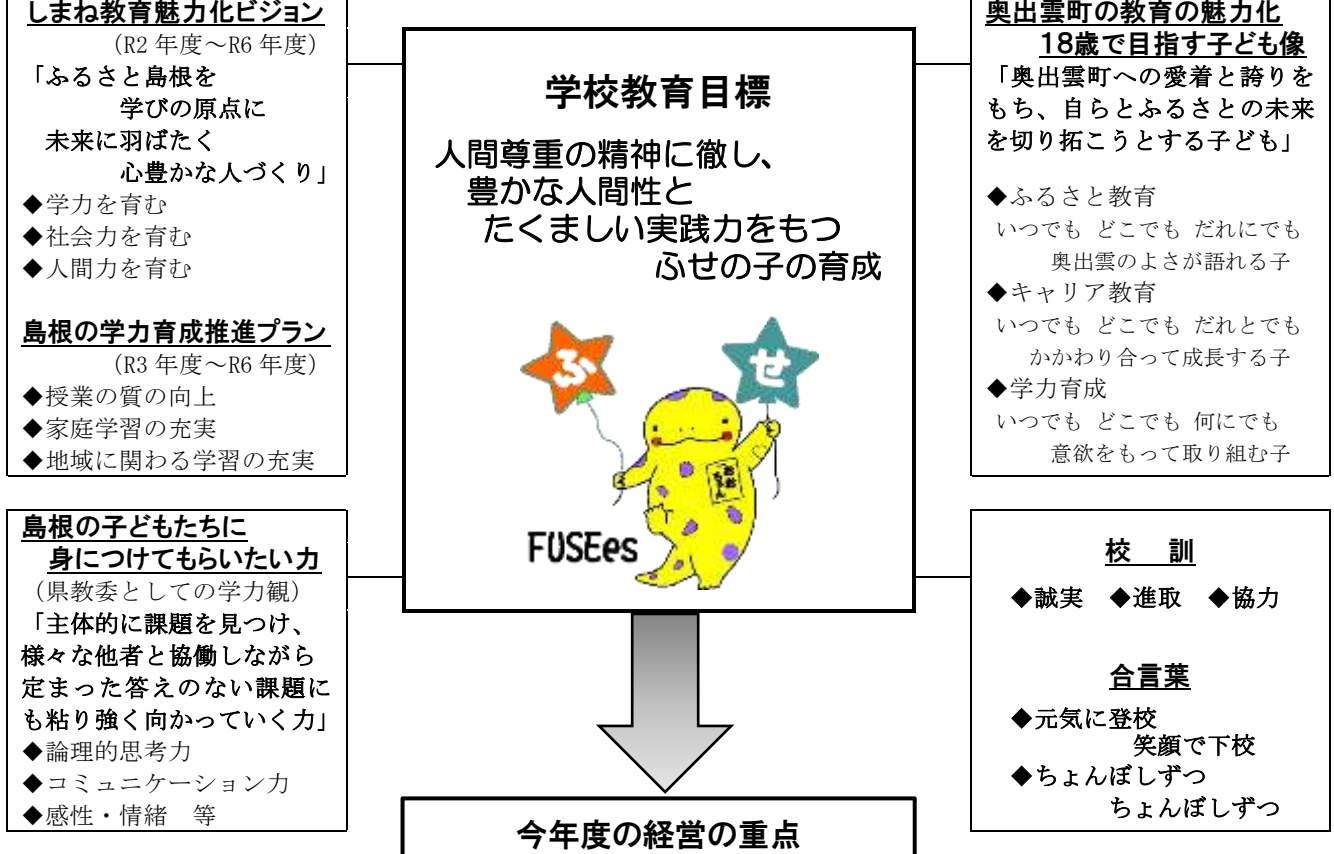 しまね教育魅力化ビジョン
（R2 年度～R6 年度）
「ふるさと島根を
学びの原点に
未来に羽ばたく
心豊かな人づくり」
◆学力を育む
◆社会力を育む
◆人間力を育む
島根の学力育成推進プラン
（R3 年度～R6 年度）
◆授業の質の向上
◆家庭学習の充実
◆地域に関わる学習の充実
島根の子どもたちに
身につけてもらいたい力
（県教委としての学力観）
「主体的に課題を見つけ、
様々な他者と協働しながら
定まった答えのない課題に
も粘り強く向かっていく力」
◆論理的思考力
◆コミュニケーション力
◆感性・情緒　等
学校教育目標
人間尊重の精神に徹し、
豊かな人間性と
たくましい実践力をもつ
ふせの子の育成
ふ
せ
おおちゃん
FUSEes
今年度の経営の重点
奥出雲町の教育の魅力化
18歳で目指す子ども像
「奥出雲町への愛着と誇りを
もち、自らとふるさとの未来
を切り拓こうとする子ども」
◆ふるさと教育
いつでも どこでも だれにでも
奥出雲のよさが語れる子
◆キャリア教育
いつでも どこでも だれとでも
かかわり合って成長する子
◆学力育成
いつでも どこでも 何にでも
意欲をもって取り組む子
校　訓
◆誠実　◆進取　◆協力
合言葉
◆元気に登校
笑顔で下校
◆ちょんぼしずつ
ちょんぼしずつ